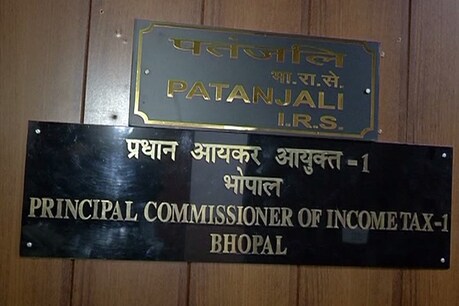 पतंजलि
भा.रा.से.
PATANJALI
I.R.S.
प्रधान आयकर आयुक्त-1
भोपाल
PRINCIPAL COMMISSIONER OF INCOME TAX-1
BHOPAL